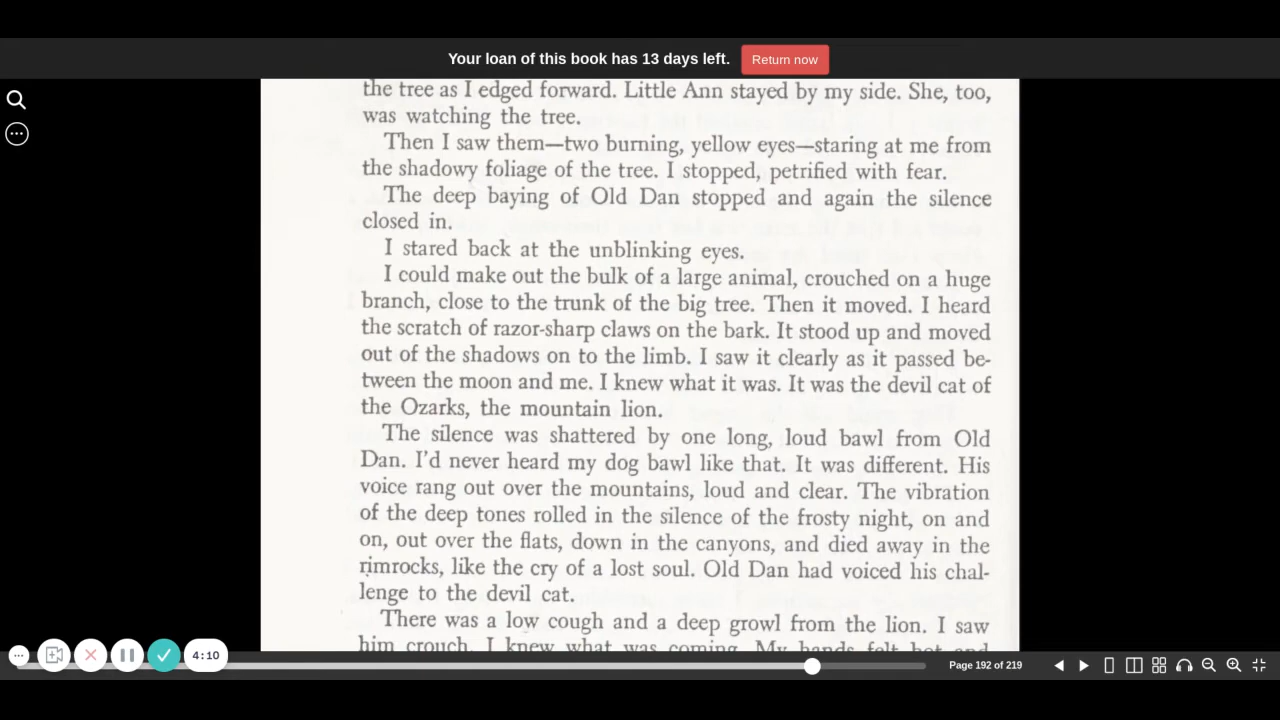 Your loan of this book has 13 days left. Return now
the tree as I edged forward. Little Ann stayed by my side. She, too,
was watching the tree.
Then I saw them—two burning, yellow eyes—staring at me from
the shadowy foliage of the tree. I stopped, petrified with fear.
The deep baying of Old Dan stopped and again the silence
closed in.
I stared back at the unblinking eyes.
I could make out the bulk of a large animal, crouched on a huge
branch, close to the trunk of the big tree. Then it moved. I heard
the scratch of razor-sharp claws on the bark. It stood up and moved
out of the shadows on to the limb. I saw it clearly as it passed be-
tween the moon and me. I knew what it was. It was the devil cat of
the Ozarks, the mountain lion.
The silence was shattered by one long, loud bawl from Old
Dan. I'd never heard my dog bawl like that. It was different. His
voice rang out over the mountains, loud and clear. The vibration
of the deep tones rolled in the silence of the frosty night, on and
on, out over the flats, down in the canyons, and died away in the
rimrocks, like the cry of a lost soul. Old Dan had voiced his chal-
lenge to the devil cat.
There was a low cough and a deep growl from the lion. I saw
him crouch. I knew what was coming. My hands felt hot and
4:10
Page 192 of 219